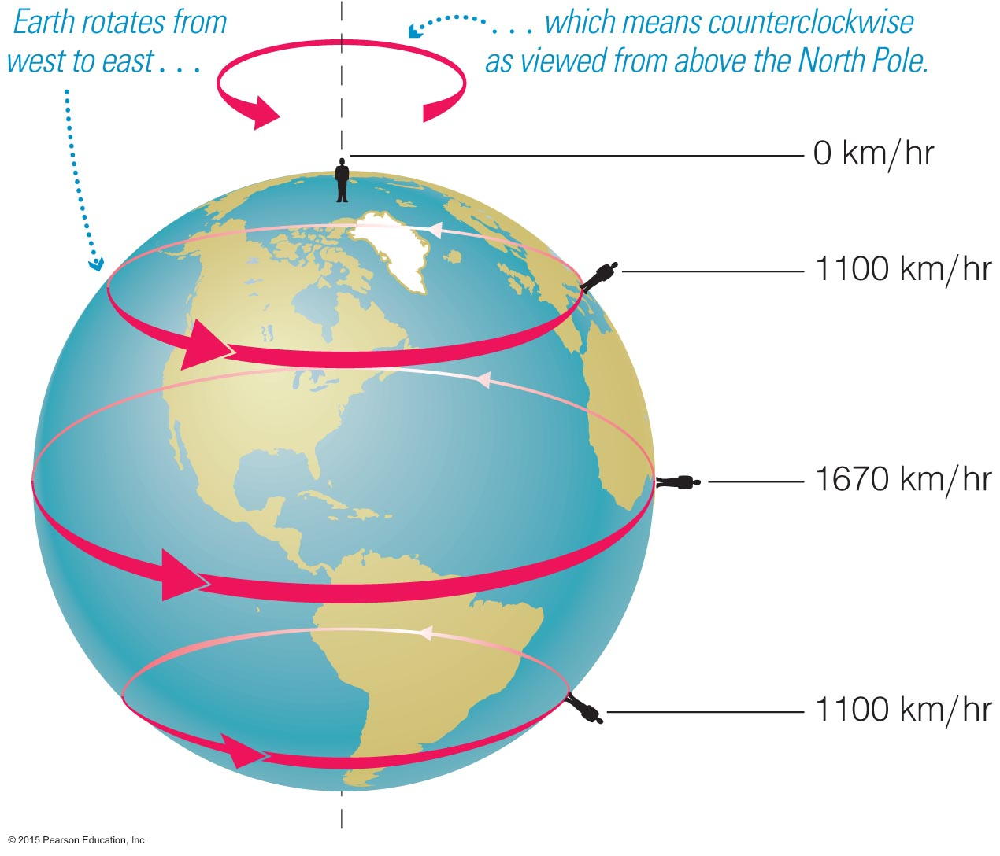 Earth rotates from
west to east . . .
. . . which means counterclockwise
as viewed from above the North Pole.
0 km/hr
1100 km/hr
1670 km/hr
1100 km/hr
© 2015 Pearson Education, Inc.